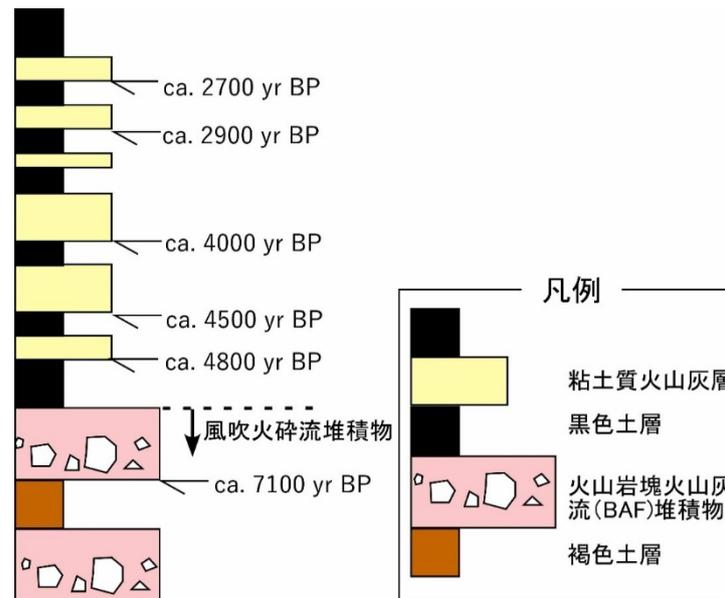 ca. 2700 yr BP
ca. 2900 yr BP
ca. 4000 yr BP
ca. 4500 yr BP
ca. 4800 yr BP
風吹火砕流堆積物
ca. 7100 yr BP
凡例
粘土質火山灰層
黒色土層
火山岩塊火山灰
流(BAF)堆積物
褐色土層